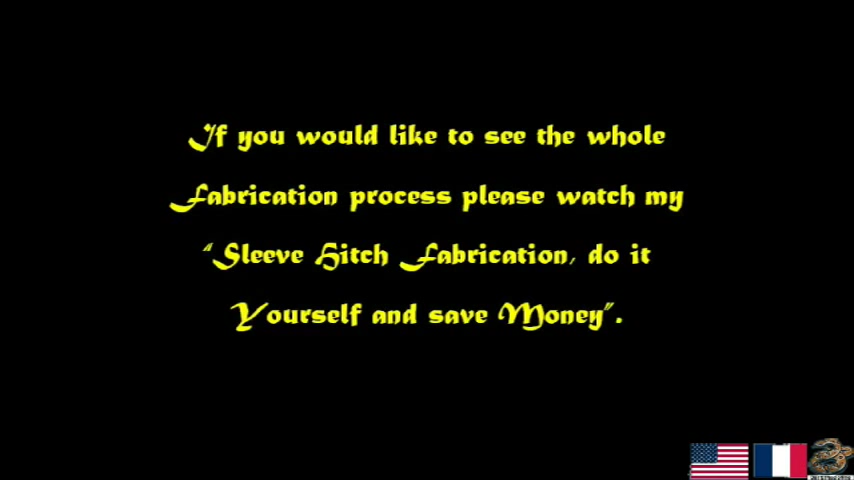 If you would like to see the whole
Fabrication process please watch my
"Sleeve Hitch Fabrication, do it
Yourself and save Money".